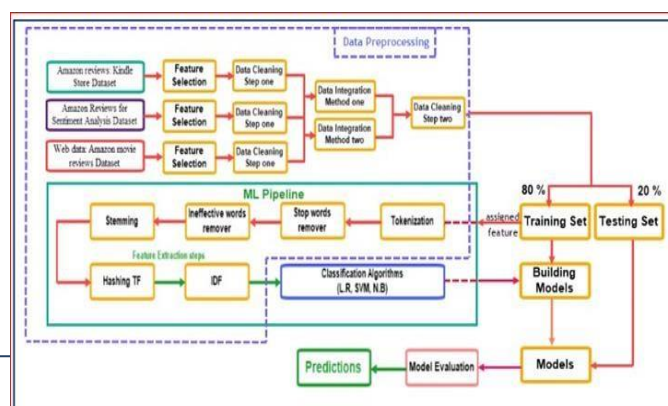 Data Preprocessing
Amazon reviews: Kindle
Store Dataset
Feature
Selection
Data Cleaning
Step one
Amazon Reviews for
Sentiment Analysis Dataset
Feature
Selection
Data Cleaning
Step one
Web data: Amazon movie
reviews Dataset
Feature
Selection
Data Cleaning
Step one
Data Integration
Method one
Data Integration
Method two
Data Cleaning
Step two
80 %
20 %
Training Set
Testing Set
assigned
feature
ML Pipeline
Tokenization
Stop words
remover
Ineffective words
remover
Stemming
Feature Extraction steps
Hashing TF
IDF
Classification Algorithms
(L.R, SVM, N.B)
Building
Models
Models
Model Evaluation
Predictions